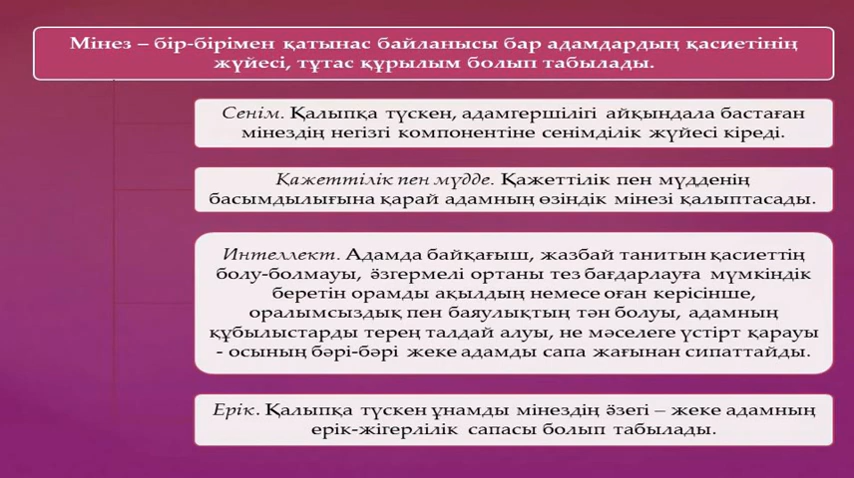 Мінез – бір-бірімен қатынас байланысы бар адамдардың қасиетінің
жүйесі, тұтас құрылым болып табылады.
Сенім. Қалыпқа түскен, адамгершілігі айқындала бастаған
мінездің негізгі компонентіне сенімділік жүйесі кіреді.
Қажеттілік пен мүдде. Қажеттілік пен мүдденің
басымдылығына қарай адамның өзіндік мінезі қалыптасады.
Интеллект. Адамда байқағыш, жазбай танитын қасиеттің
болу-болмауы, өзгермелі ортаны тез бағдарлауға мүмкіндік
беретін орамды ақылдың немесе оған керісінше,
оралымсыздық пен баяулықтың тән болуы, адамның
құбылыстарды терең талдай алуы, не мәселеге үстірт қарауы
- осының бәрі-бәрі жеке адамды сапа жағынан сипаттайды.
Ерік. Қалыпқа түскен ұнамды мінездің өзегі – жеке адамның
ерік-жігерлілік сапасы болып табылады.